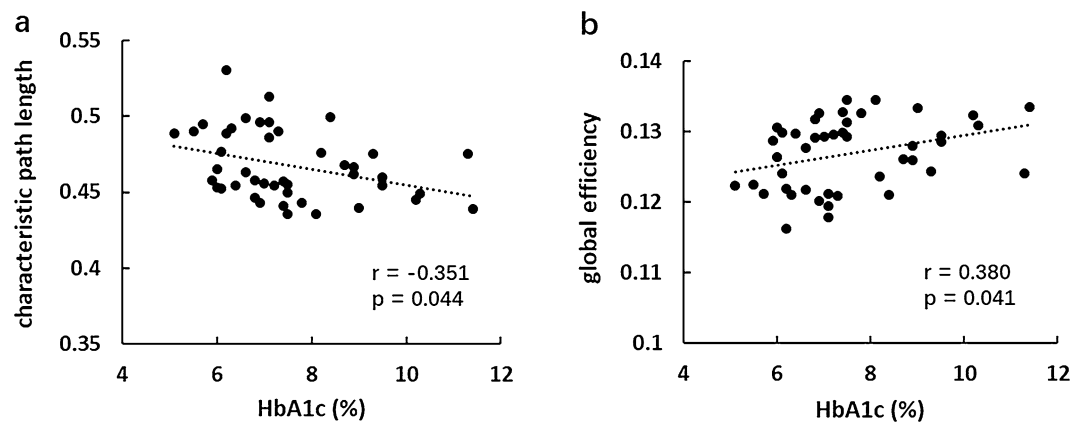 a
0.55
0.5
0.45
0.4
0.35
characteristic path length
r = -0.351
p = 0.044
4 6 8 10 12
HbA1c (%)
b
0.14
0.13
0.12
0.11
0.1
global efficiency
r = 0.380
p = 0.041
4 6 8 10 12
HbA1c (%)